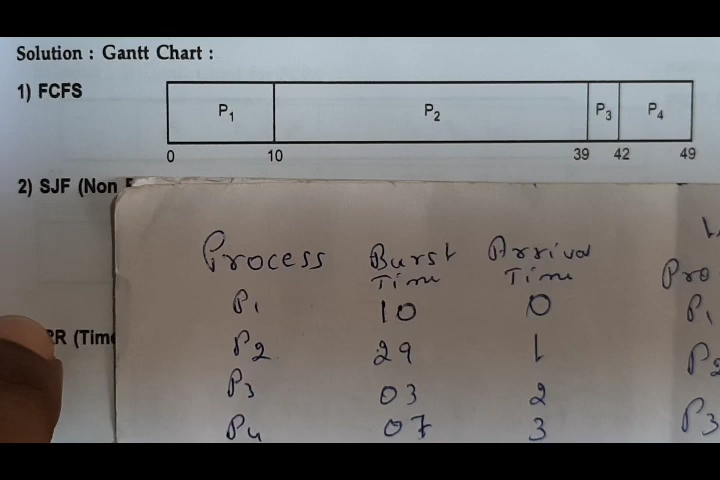 Solution : Gantt Chart :
1) FCFS
P1 P2 P3 P4
0 10 39 42 49
2) SJF (Non
Process Burst Time Arrival Time
P1 10 0
P2 29 1
P3 03 2
P4 07 3
RR (Time
Pro
P1
P2
P3